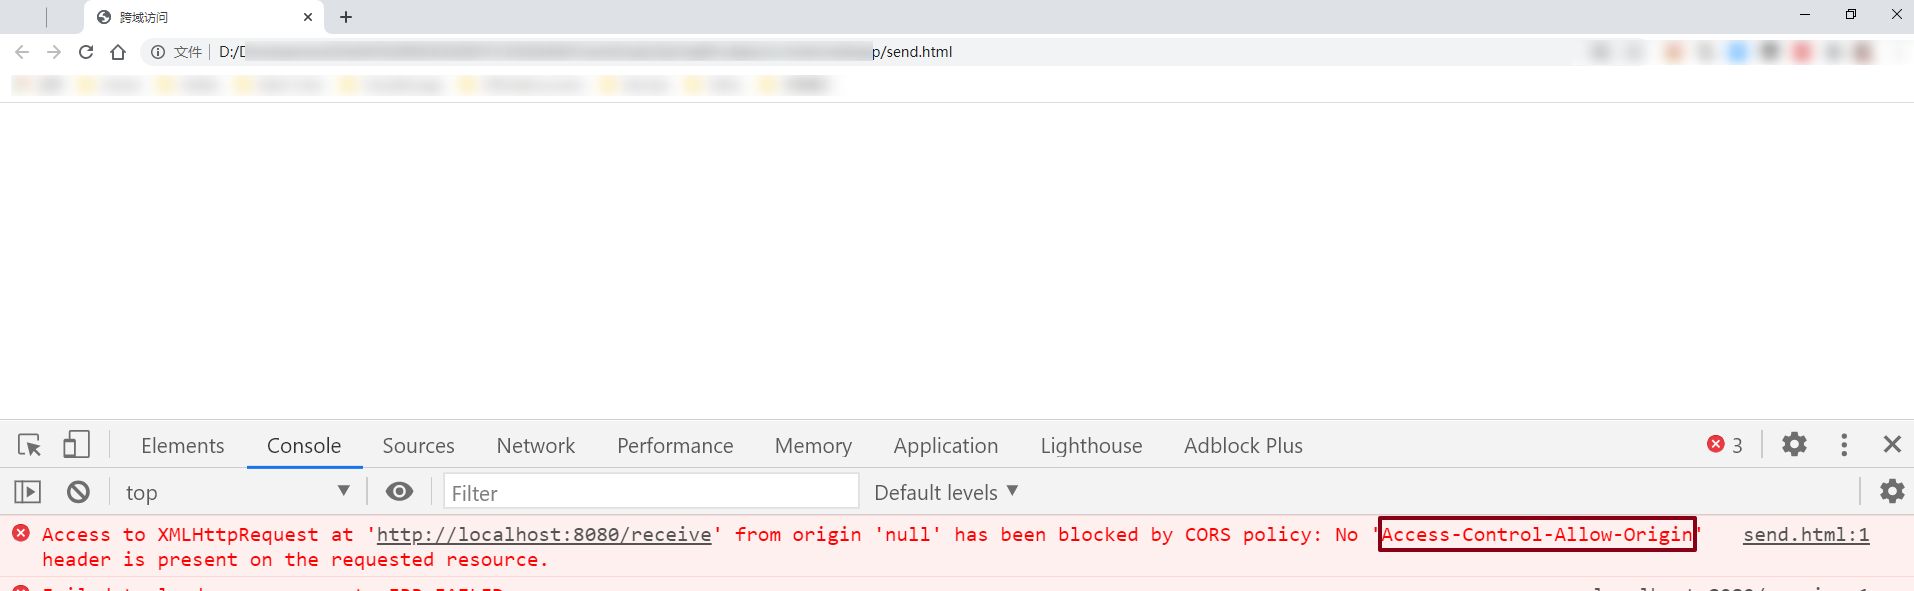 跨域访问
文件 D:/D p/send.html
Elements Console Sources Network Performance Memory Application Lighthouse Adblock Plus 3
top Filter Default levels
Access to XMLHttpRequest at 'http://localhost:8080/receive' from origin 'null' has been blocked by CORS policy: No 'Access-Control-Allow-Origin' send.html:1
header is present on the requested resource.